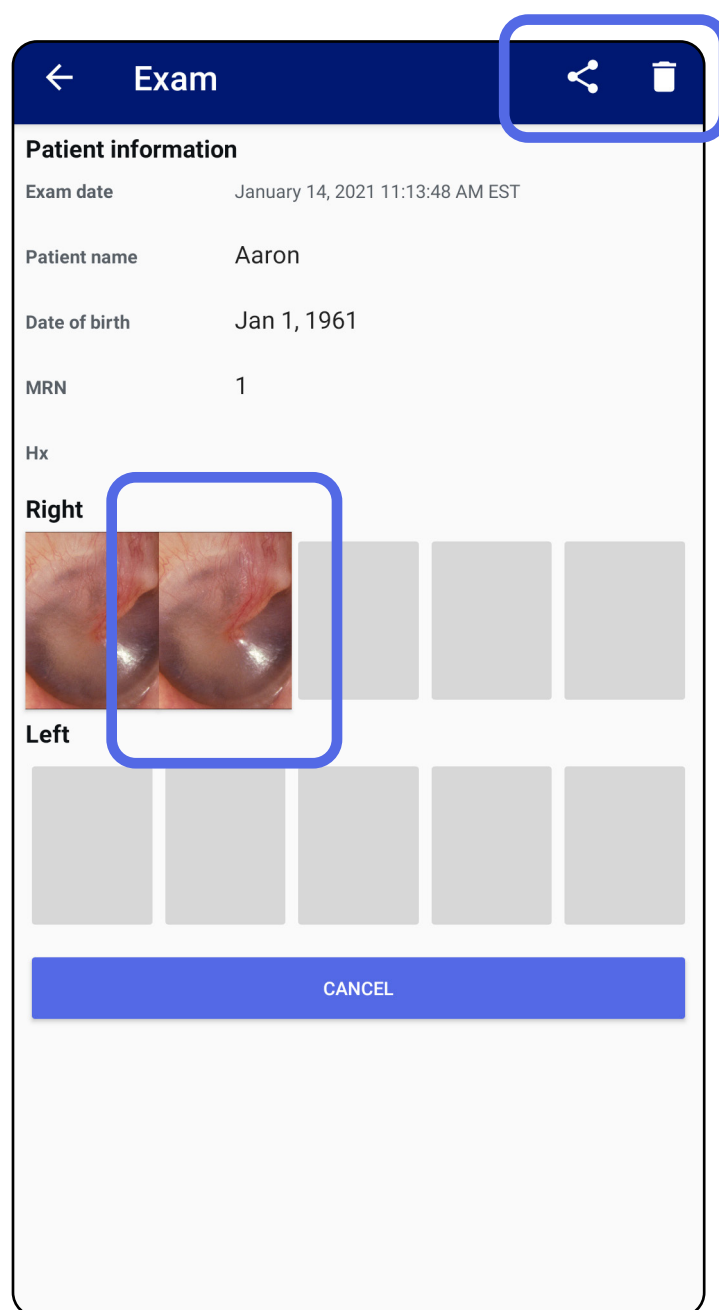 Exam
Patient information
Exam date January 14, 2021 11:13:48 AM EST
Patient name Aaron
Date of birth Jan 1, 1961
MRN 1
Hx
Right
Left
CANCEL